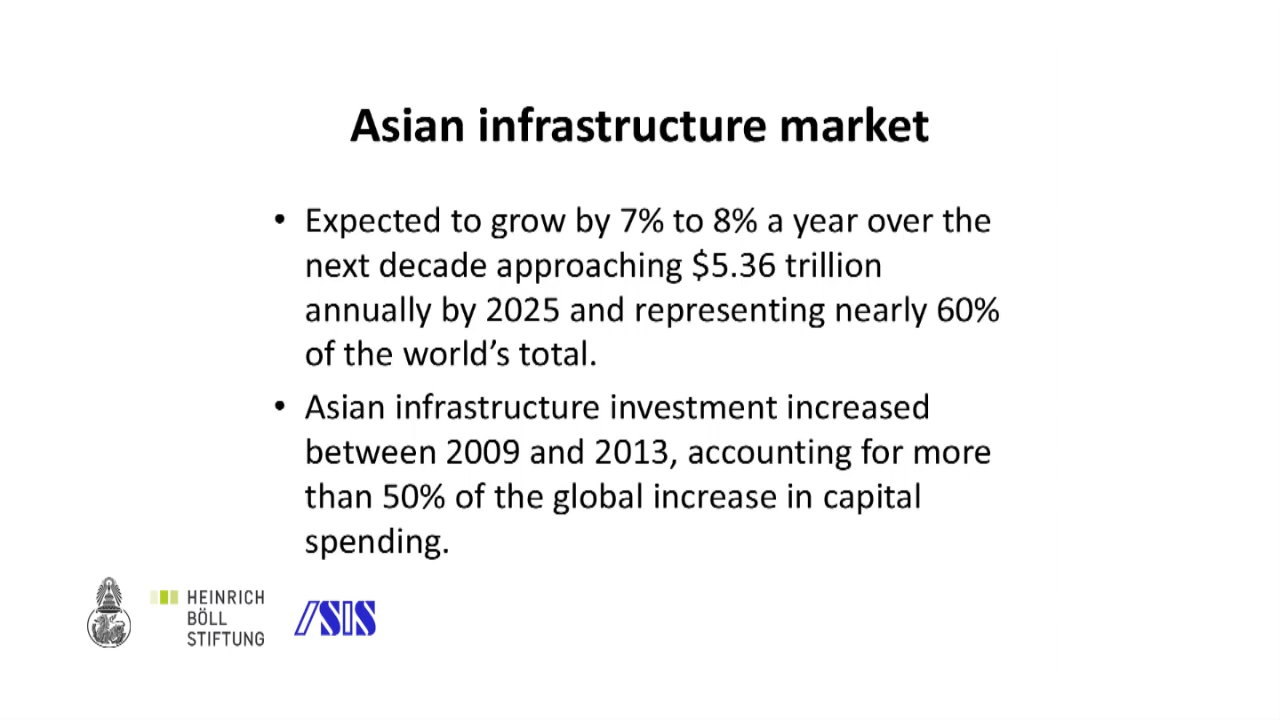 Asian infrastructure market
• Expected to grow by 7% to 8% a year over the
next decade approaching $5.36 trillion
annually by 2025 and representing nearly 60%
of the world’s total.
• Asian infrastructure investment increased
between 2009 and 2013, accounting for more
than 50% of the global increase in capital
spending.
HEINRICH
BÖLL
STIFTUNG
ISIS